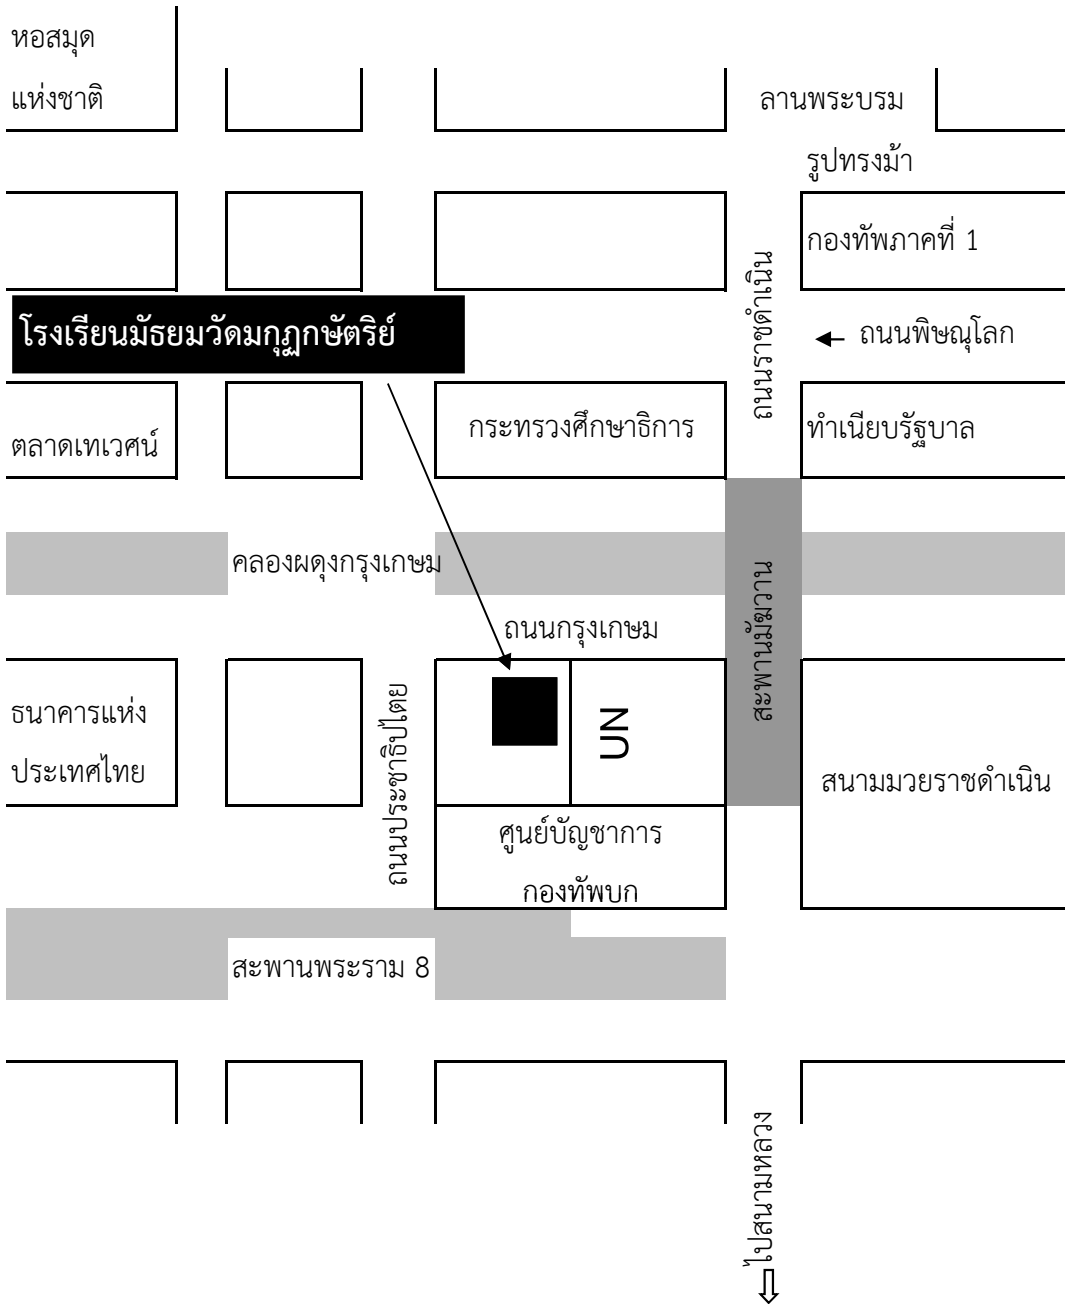 หอสมุด
แห่งชาติ
ลานพระบรม
รูปทรงม้า
กองทัพภาคที่ 1
ถนนราชดำเนิน
โรงเรียนมัธยมวัดมกุฏกษัตริย์
ถนนพิษณุโลก
ตลาดเทเวศน์
กระทรวงศึกษาธิการ
ทำเนียบรัฐบาล
คลองผดุงกรุงเกษม
สะพานมัฆวาน
ถนนกรุงเกษม
ธนาคารแห่ง
ประเทศไทย
ถนนประชาธิปไตย
UN
สนามมวยราชดำเนิน
ศูนย์บัญชาการ
กองทัพบก
สะพานพระราม 8
ไปสนามหลวง